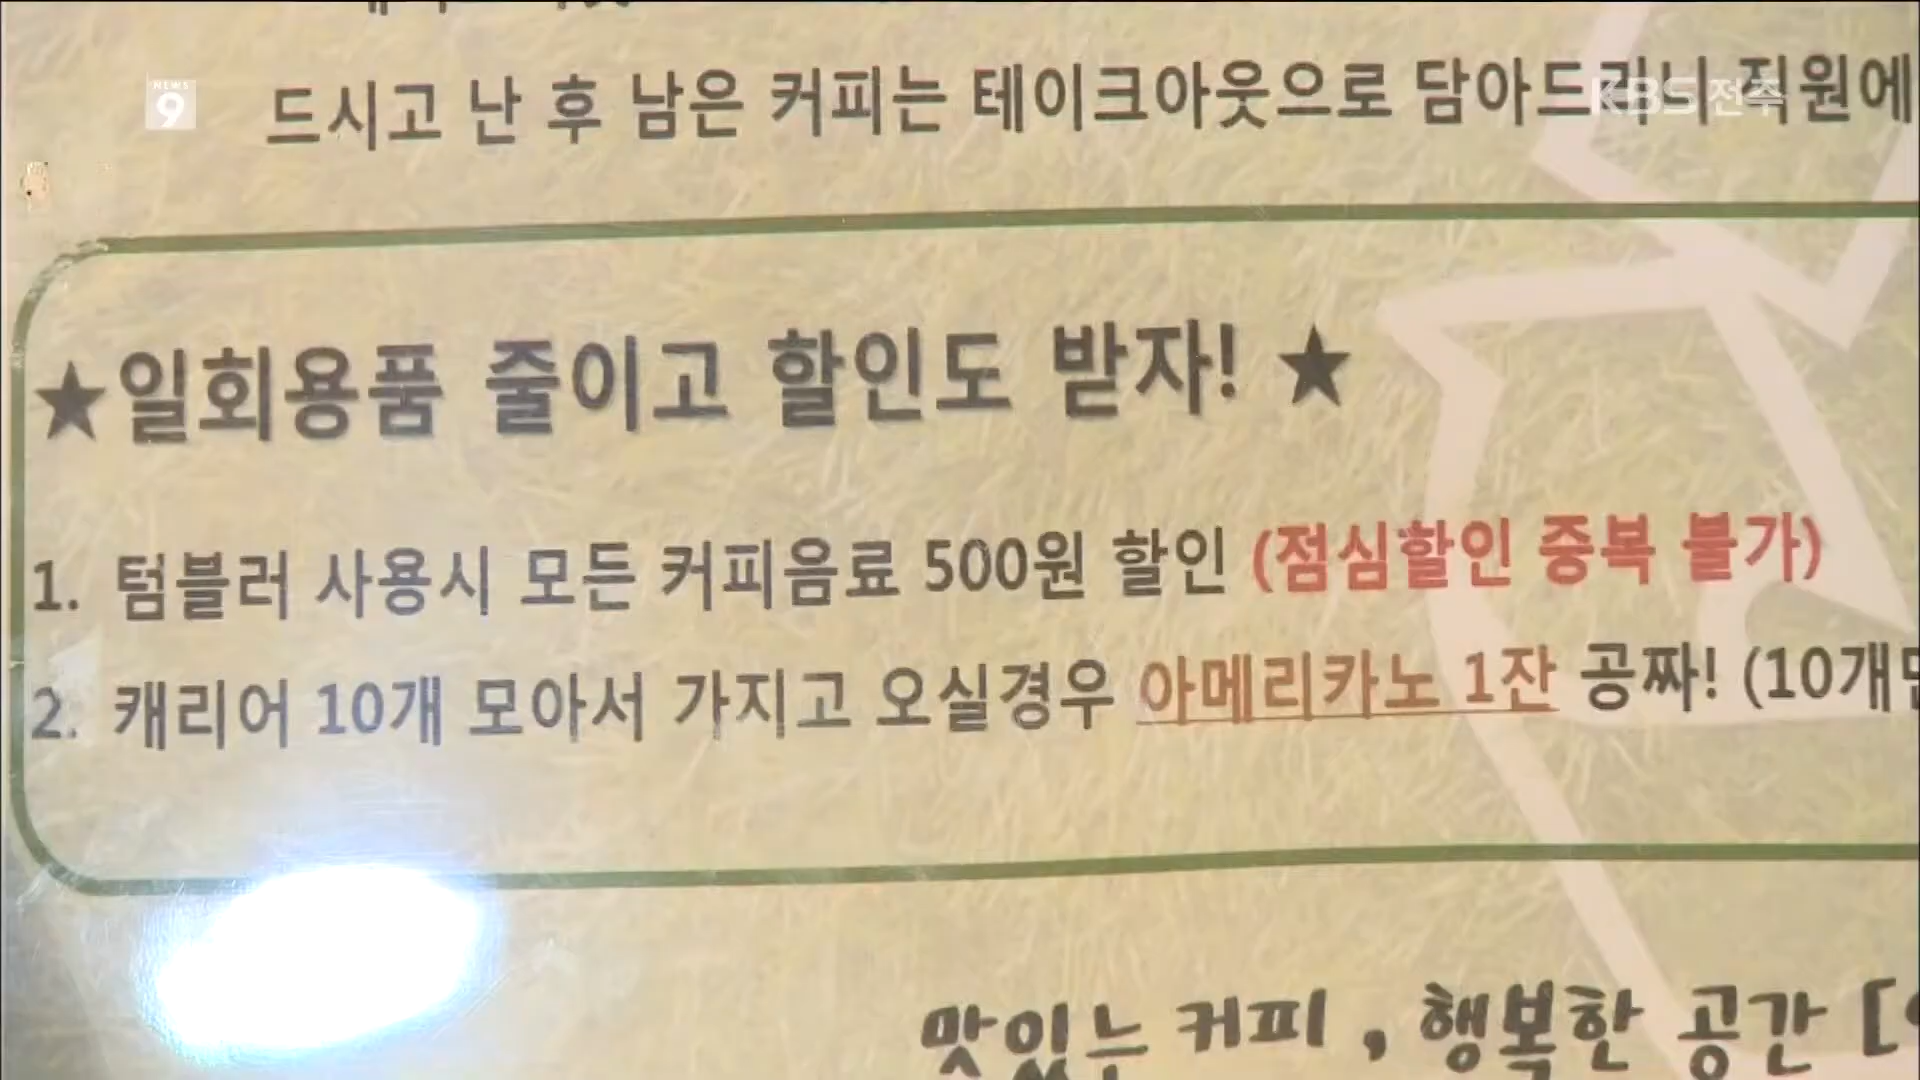 NEWS 9
드시고 난 후 남은 커피는 테이크아웃으로 담아드리니 직원에
KBS전주
★일회용품 줄이고 할인도 받자! ★
1. 텀블러 사용시 모든 커피음료 500원 할인 (점심할인 중복 불가)
2. 캐리어 10개 모아서 가지고 오실경우 아메리카노 1잔 공짜! (10개
맛있는 커피, 행복한 공간 [